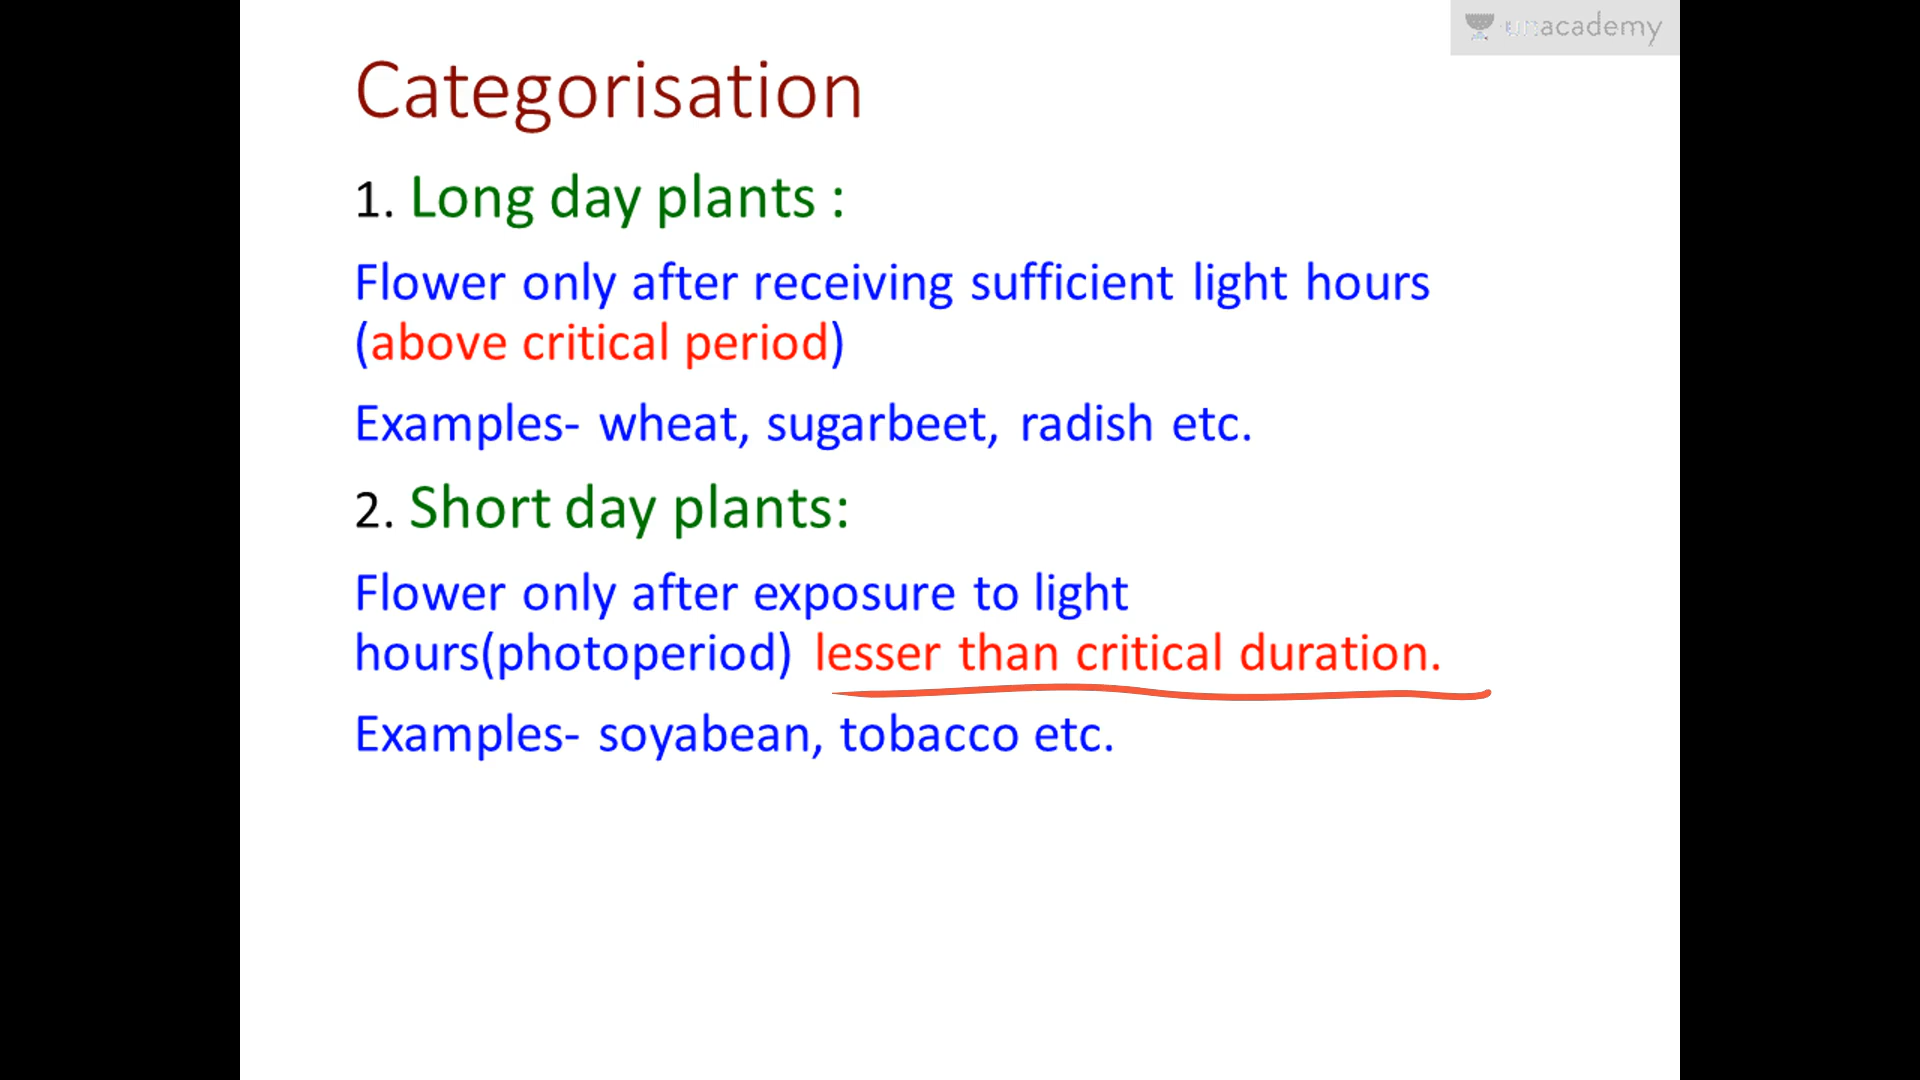 unacademy
Categorisation
1. Long day plants :
Flower only after receiving sufficient light hours
(above critical period)
Examples- wheat, sugarbeet, radish etc.
2. Short day plants:
Flower only after exposure to light
hours(photoperiod) lesser than critical duration.
Examples- soyabean, tobacco etc.